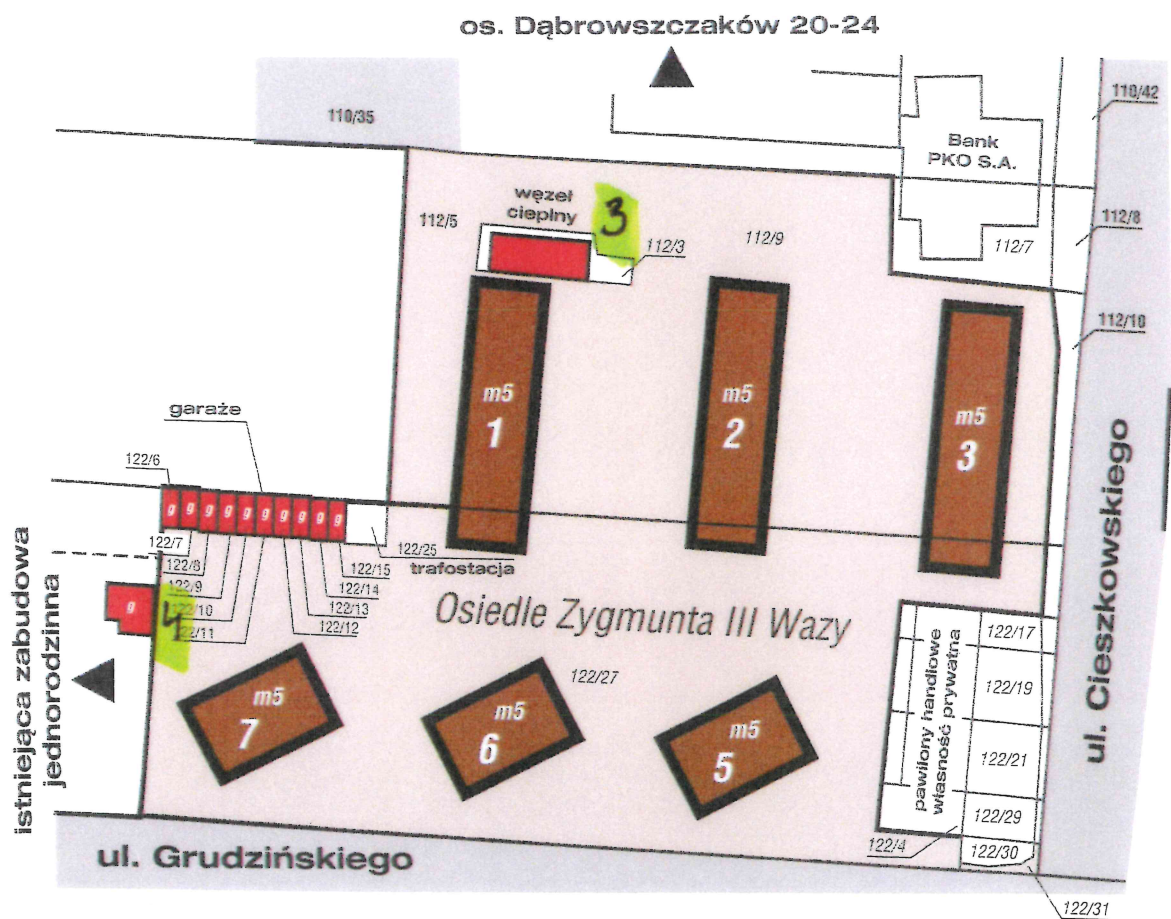 os. Dąbrowszczaków 20-24
110/35
110/42
Bank
PKO S.A.
węzeł
cieplny
3
112/5
112/3
112/9
112/7
112/8
112/10
m5
1
m5
2
m5
3
garaże
122/6
g g g g g g g g g g
122/7
122/8
122/9
122/10
122/11
122/12
122/13
122/14
122/15
122/25
trafostacja
g
4
istniejąca zabudowa
jednorodzinna
Osiedle Zygmunta III Wazy
122/27
m5
7
m5
6
m5
5
pawilony handlowe
własność prywatna
122/17
122/19
122/21
122/29
122/30
122/4
122/31
ul. Cieszkowskiego
ul. Grudzińskiego